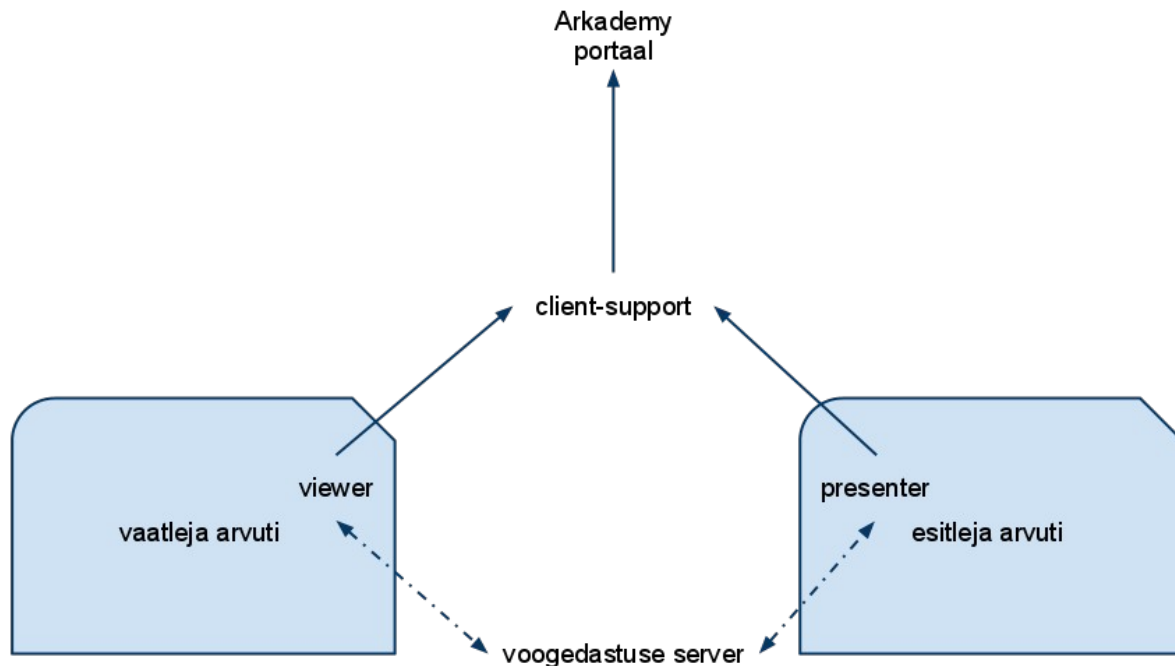 Arkademy
portaal
client-support
viewer
presenter
vaatleja arvuti
esitleja arvuti
voogedastuse server